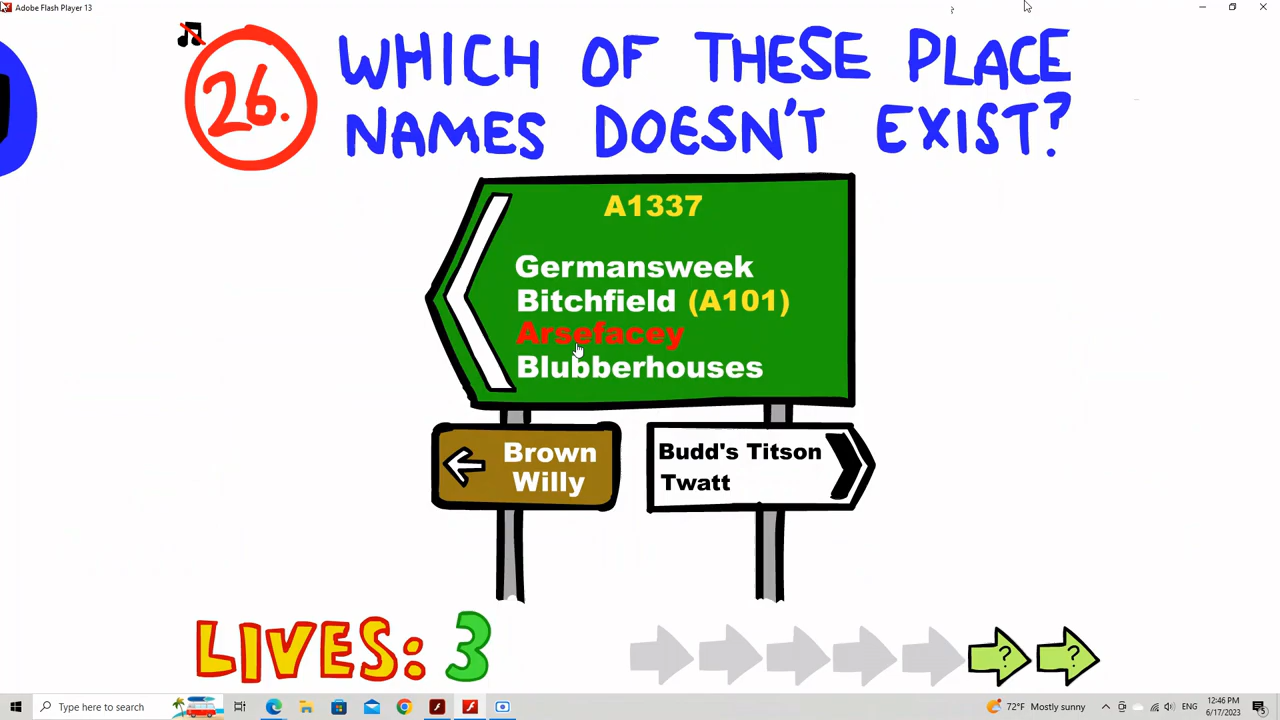 Adobe Flash Player 13
26.
WHICH OF THESE PLACE
NAMES DOESN'T EXIST?
A1337
Germansweek
Bitchfield (A101)
Arsefacey
Blubberhouses
Brown
Willy
Budd's Titson
Twatt
LIVES: 3
? ?
Type here to search
72°F Mostly sunny
ENG
12:46 PM
6/17/2023